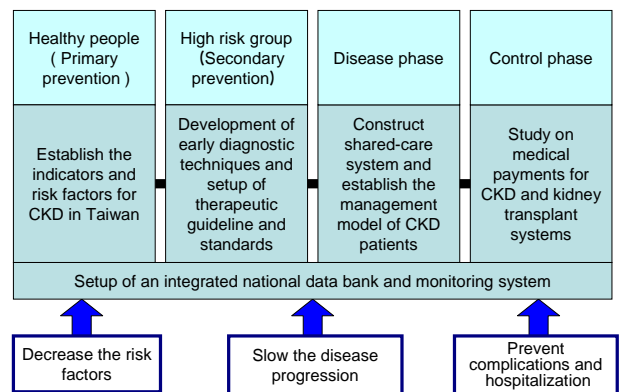 Healthy people
( Primary
prevention )
High risk group
(Secondary
prevention)
Disease phase
Control phase
Establish the
indicators and
risk factors for
CKD in Taiwan
Development of
early diagnostic
techniques and
setup of
therapeutic
guideline and
standards
Construct
shared-care
system and
establish the
management
model of CKD
patients
Study on
medical
payments for
CKD and kidney
transplant
systems
Setup of an integrated national data bank and monitoring system
Decrease the risk
factors
Slow the disease
progression
Prevent
complications and
hospitalization